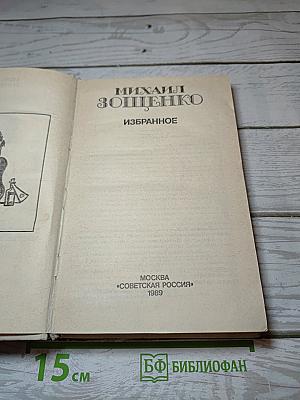 МИХАИЛ
ЗОЩЕНКО
ИЗБРАННОЕ
МОСКВА
«СОВЕТСКАЯ РОССИЯ»
1989
15 см
БФ БИБЛИОФАН